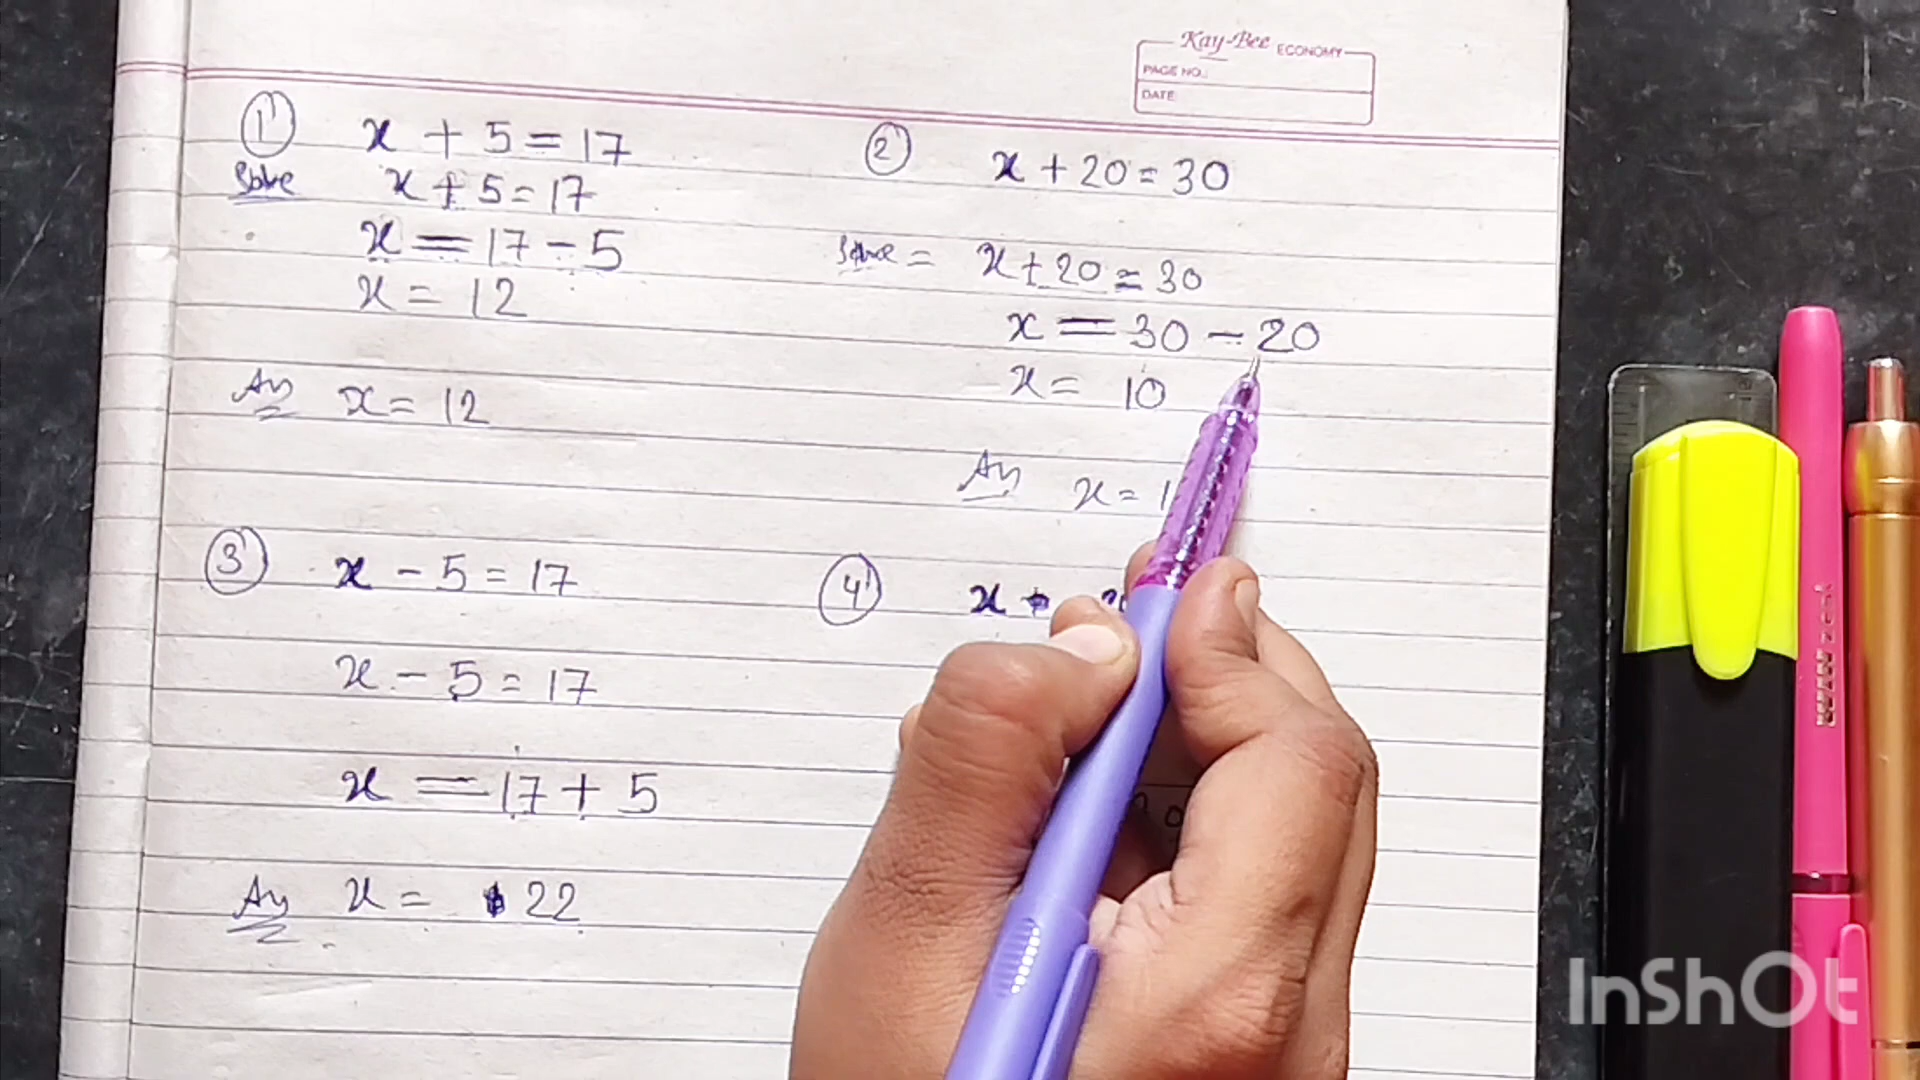 Kay-Bee ECONOMY
PAGE NO.:
DATE
1 x + 5 = 17
Solve x + 5 = 17
x = 17 - 5
x = 12
Ans x = 12
2 x + 20 = 30
Solve = x + 20 = 30
x = 30 - 20
x = 10
Ans x = 1
3 x - 5 = 17
x - 5 = 17
x = 17 + 5
Ans x = 22
4 x
InShOt